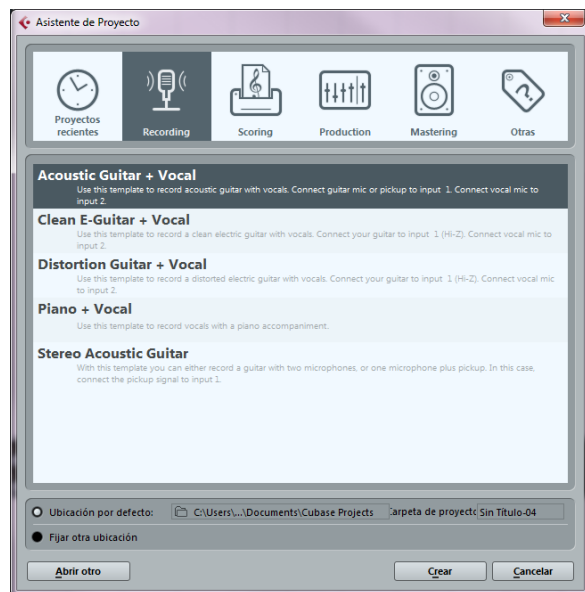 Asistente de Proyecto
Proyectos
recientes
Recording
Scoring
Production
Mastering
Otras
Acoustic Guitar + Vocal
Use this template to record acoustic guitar with vocals. Connect guitar mic or pickup to input 1. Connect vocal mic to
input 2.
Clean E-Guitar + Vocal
Use this template to record a clean electric guitar with vocals. Connect your guitar to input 1 (Hi-Z). Connect vocal mic to
input 2.
Distortion Guitar + Vocal
Use this template to record a distorted electric guitar with vocals. Connect your guitar to input 1 (Hi-Z). Connect vocal mic
to input 2.
Piano + Vocal
Use this template to record vocals with a piano accompaniment.
Stereo Acoustic Guitar
With this template you can either record a guitar with two microphones, or one microphone plus pickup. In this case,
connect the pickup signal to input 1.
Ubicación por defecto: C:\Users\...\Documents\Cubase Projects Carpeta de proyecto Sin Título-04
Fijar otra ubicación
Abrir otro Crear Cancelar